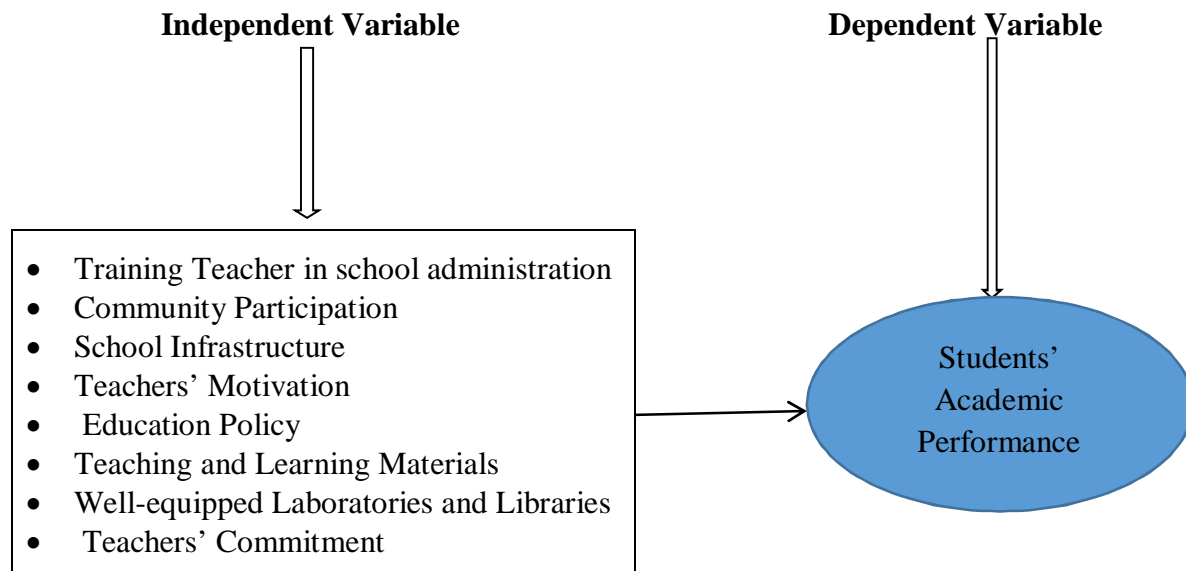 Independent Variable
Dependent Variable
• Training Teacher in school administration
• Community Participation
• School Infrastructure
• Teachers’ Motivation
• Education Policy
• Teaching and Learning Materials
• Well-equipped Laboratories and Libraries
• Teachers’ Commitment
Students’
Academic
Performance